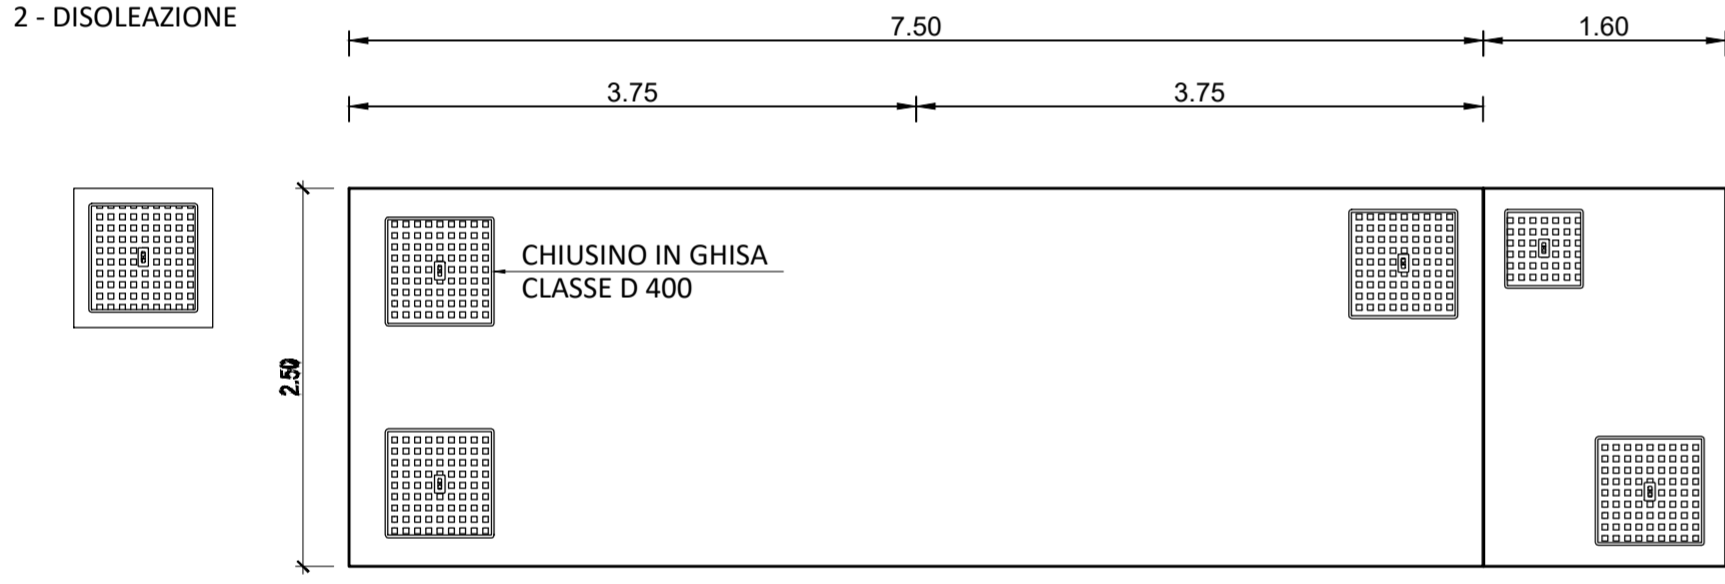 2 - DISOLEAZIONE
7.50
1.60
3.75
3.75
CHIUSINO IN GHISA
CLASSE D 400
2.50